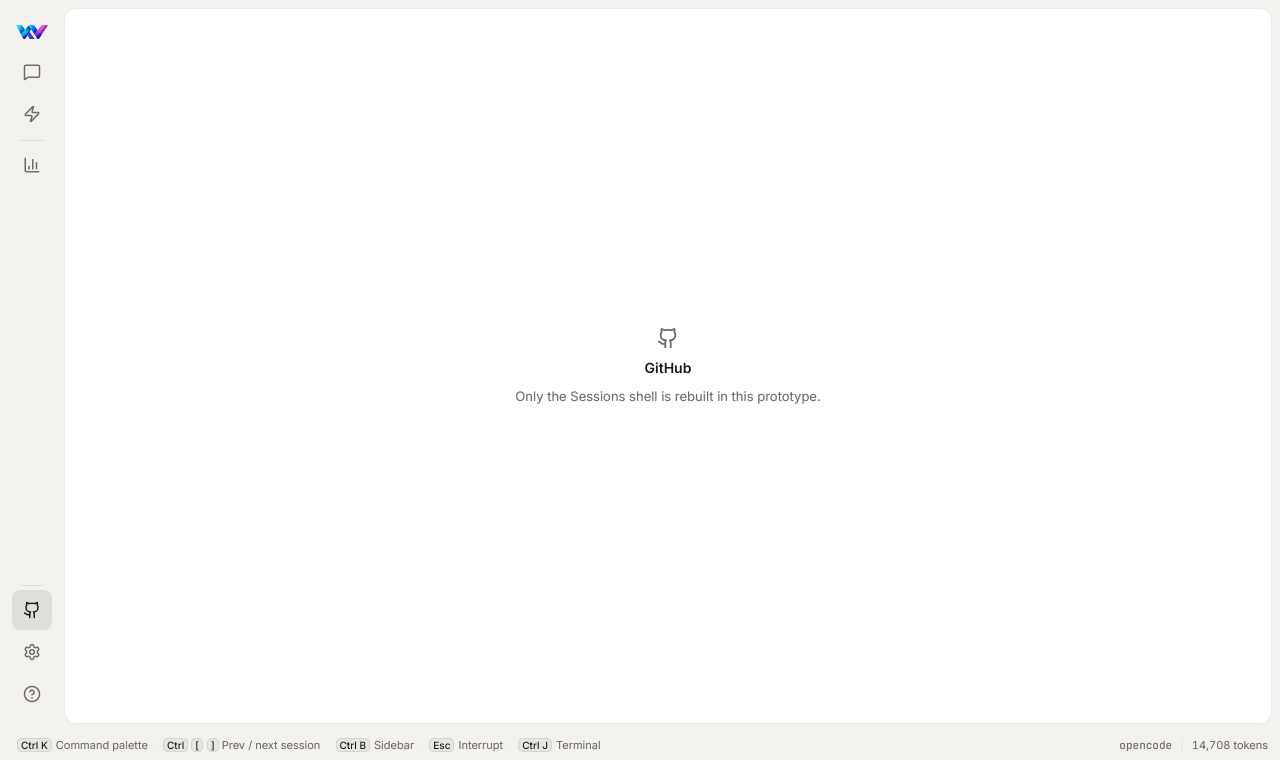 GitHub
Only the Sessions shell is rebuilt in this prototype.
Ctrl K Command palette Ctrl [ ] Prev / next session Ctrl B Sidebar Esc Interrupt Ctrl J Terminal opencode 14,708 tokens